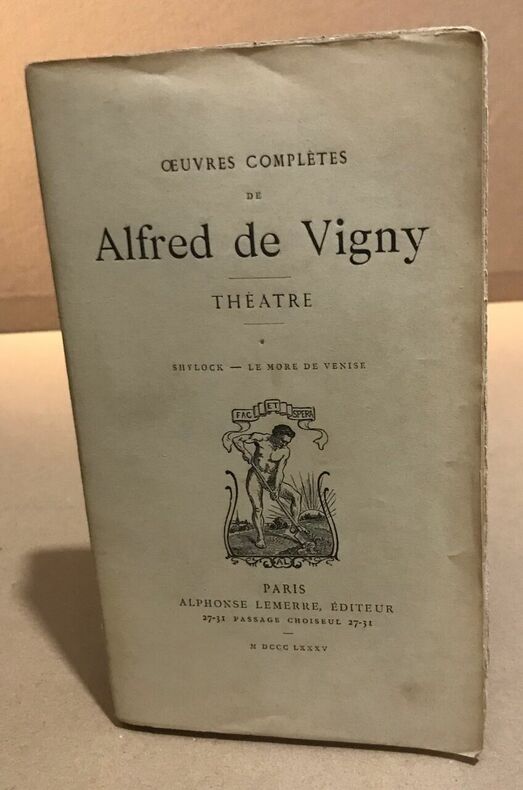 ŒUVRES COMPLÈTES
DE
Alfred de Vigny
THÉATRE
*
SHYLOCK — LE MORE DE VENISE
FAC ET SPERA
AL
PARIS
ALPHONSE LEMERRE, ÉDITEUR
27-31 PASSAGE CHOISEUL 27-31
M DCCC LXXXV